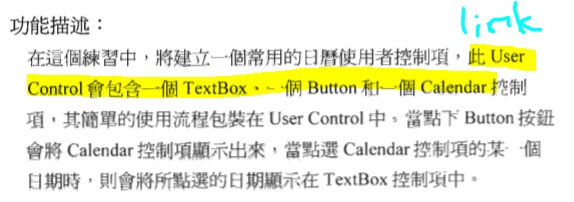 功能描述：
link
在這個練習中，將建立一個常用的日曆使用者控制項，此 User
Control 會包含一個 TextBox、一個 Button 和一個 Calendar 控制
項，其簡單的使用流程包裝在 User Control 中。當點下 Button 按鈕
會將 Calendar 控制項顯示出來，當點選 Calendar 控制項的某一個
日期時，則會將所點選的日期顯示在 TextBox 控制項中。